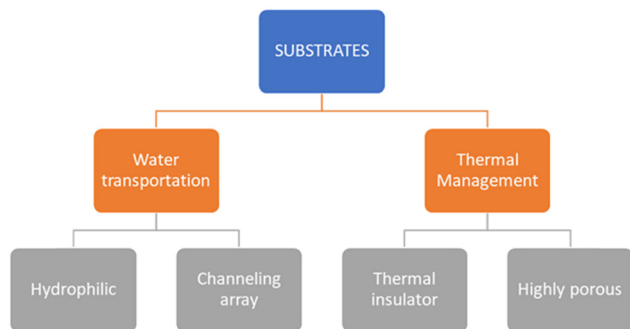 SUBSTRATES
Water
transportation
Thermal
Management
Hydrophilic
Channeling
array
Thermal
insulator
Highly porous